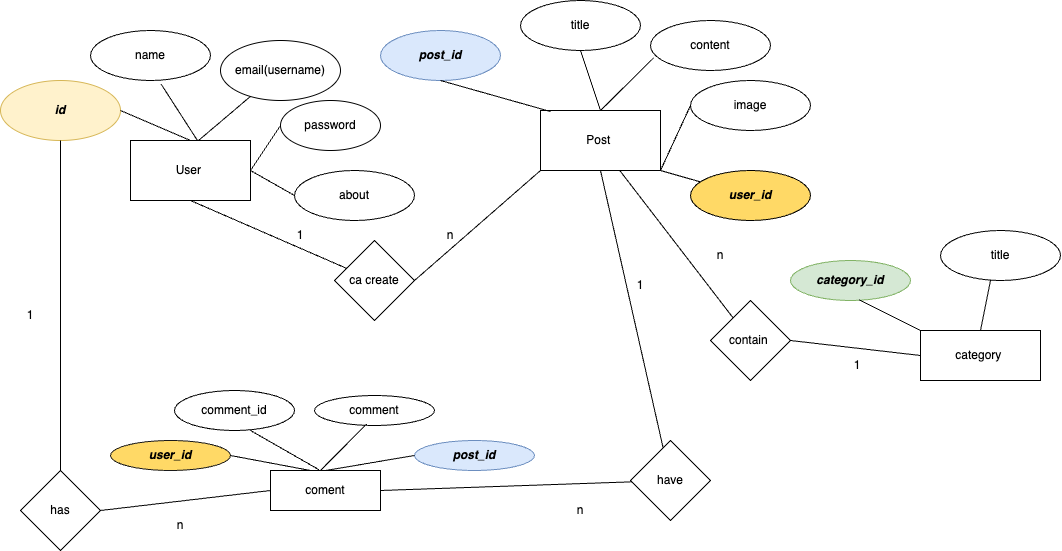 title
name
content
post_id
email(username)
id
image
password
Post
User
about
user_id
1
n
title
n
ca create
category_id
1
1
contain
category
1
comment_id
comment
user_id
post_id
have
coment
has
n
n